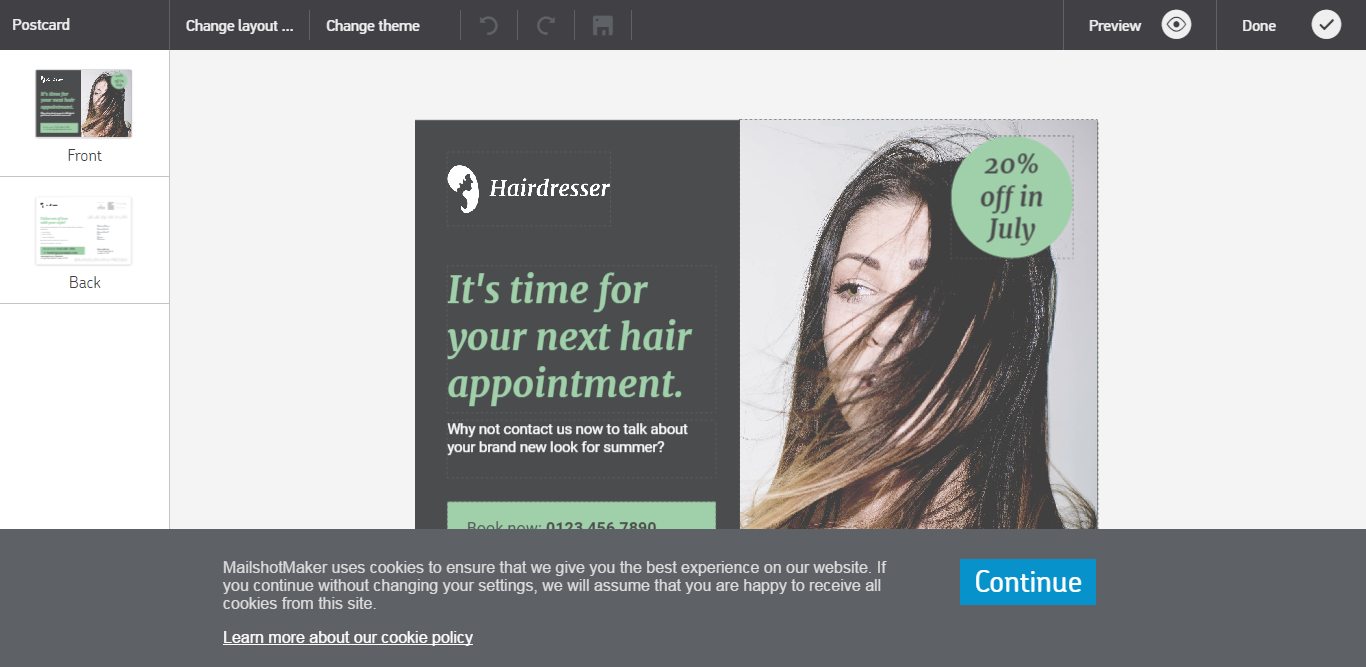 Postcard
Change layout ...
Change theme
Preview
Done
Front
Back
Hairdresser
It's time for
your next hair
appointment.
Why not contact us now to talk about
your brand new look for summer?
20%
off in
July
Book now: 0123 456 7890
MailshotMaker uses cookies to ensure that we give you the best experience on our website. If
you continue without changing your settings, we will assume that you are happy to receive all
cookies from this site.
Learn more about our cookie policy
Continue